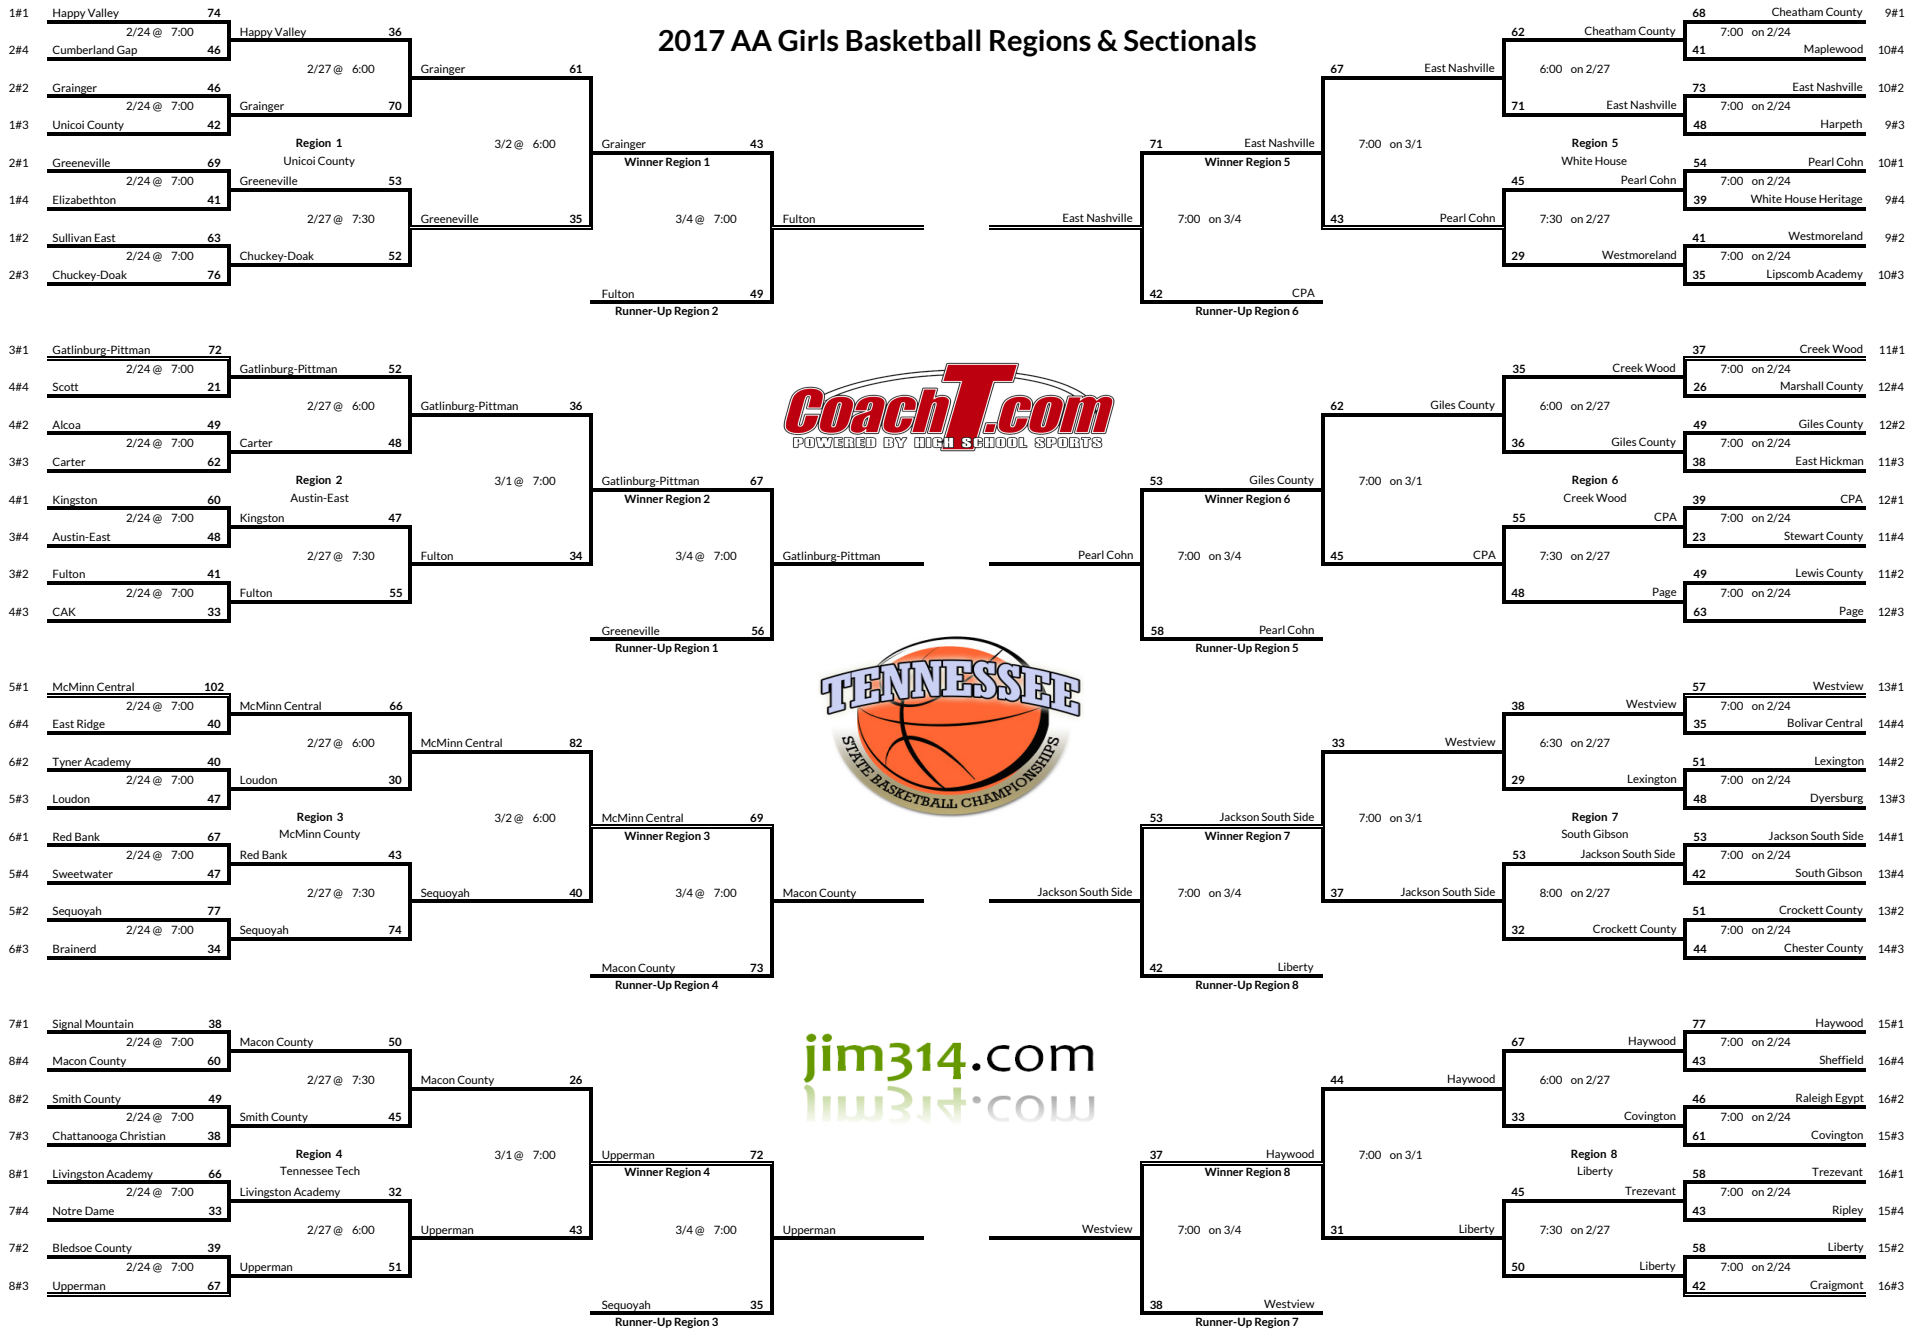 2017 AA Girls Basketball Regions & Sectionals
1#1 Happy Valley 74
2/24 @ 7:00
2#4 Cumberland Gap 46
2#2 Grainger 46
2/24 @ 7:00
1#3 Unicoi County 42
2#1 Greeneville 69
2/24 @ 7:00
1#4 Elizabethton 41
1#2 Sullivan East 63
2/24 @ 7:00
2#3 Chuckey-Doak 76
Happy Valley 36
2/27 @ 6:00
Grainger 70
Region 1
Unicoi County
Greeneville 53
2/27 @ 7:30
Chuckey-Doak 52
Grainger 61
3/2 @ 6:00
Greeneville 35
Grainger 43
Winner Region 1
3/4 @ 7:00
Fulton 49
Runner-Up Region 2
Fulton
3#1 Gatlinburg-Pittman 72
2/24 @ 7:00
4#4 Scott 21
4#2 Alcoa 49
2/24 @ 7:00
3#3 Carter 62
4#1 Kingston 60
2/24 @ 7:00
3#4 Austin-East 48
3#2 Fulton 41
2/24 @ 7:00
4#3 CAK 33
Gatlinburg-Pittman 52
2/27 @ 6:00
Carter 48
Region 2
Austin-East
Kingston 47
2/27 @ 7:30
Fulton 55
Gatlinburg-Pittman 36
3/1 @ 7:00
Fulton 34
Gatlinburg-Pittman 67
Winner Region 2
3/4 @ 7:00
Greeneville 56
Runner-Up Region 1
Gatlinburg-Pittman
5#1 McMinn Central 102
2/24 @ 7:00
6#4 East Ridge 40
6#2 Tyner Academy 40
2/24 @ 7:00
5#3 Loudon 47
6#1 Red Bank 67
2/24 @ 7:00
5#4 Sweetwater 47
5#2 Sequoyah 77
2/24 @ 7:00
6#3 Brainerd 34
McMinn Central 66
2/27 @ 6:00
Loudon 30
Region 3
McMinn County
Red Bank 43
2/27 @ 7:30
Sequoyah 74
McMinn Central 82
3/2 @ 6:00
Sequoyah 40
McMinn Central 69
Winner Region 3
3/4 @ 7:00
Macon County 73
Runner-Up Region 4
Macon County
7#1 Signal Mountain 38
2/24 @ 7:00
8#4 Macon County 60
8#2 Smith County 49
2/24 @ 7:00
7#3 Chattanooga Christian 38
8#1 Livingston Academy 66
2/24 @ 7:00
7#4 Notre Dame 33
7#2 Bledsoe County 39
2/24 @ 7:00
8#3 Upperman 67
Macon County 50
2/27 @ 7:30
Smith County 45
Region 4
Tennessee Tech
Livingston Academy 32
2/27 @ 6:00
Upperman 51
Macon County 26
3/1 @ 7:00
Upperman 43
Upperman 72
Winner Region 4
3/4 @ 7:00
Sequoyah 35
Runner-Up Region 3
Upperman
CoachT.com
POWERED BY HIGH SCHOOL SPORTS
TENNESSEE
STATE BASKETBALL CHAMPIONSHIPS
jim314.com
East Nashville
71 East Nashville
Winner Region 5
7:00 on 3/4
42 CPA
Runner-Up Region 6
67 East Nashville
7:00 on 3/1
43 Pearl Cohn
62 Cheatham County
6:00 on 2/27
71 East Nashville
Region 5
White House
45 Pearl Cohn
7:30 on 2/27
29 Westmoreland
68 Cheatham County 9#1
7:00 on 2/24
41 Maplewood 10#4
73 East Nashville 10#2
7:00 on 2/24
48 Harpeth 9#3
54 Pearl Cohn 10#1
7:00 on 2/24
39 White House Heritage 9#4
41 Westmoreland 9#2
7:00 on 2/24
35 Lipscomb Academy 10#3
Pearl Cohn
53 Giles County
Winner Region 6
7:00 on 3/4
58 Pearl Cohn
Runner-Up Region 5
62 Giles County
7:00 on 3/1
45 CPA
35 Creek Wood
6:00 on 2/27
36 Giles County
Region 6
Creek Wood
55 CPA
7:30 on 2/27
48 Page
37 Creek Wood 11#1
7:00 on 2/24
26 Marshall County 12#4
49 Giles County 12#2
7:00 on 2/24
38 East Hickman 11#3
39 CPA 12#1
7:00 on 2/24
23 Stewart County 11#4
49 Lewis County 11#2
7:00 on 2/24
63 Page 12#3
Jackson South Side
53 Jackson South Side
Winner Region 7
7:00 on 3/4
42 Liberty
Runner-Up Region 8
33 Westview
7:00 on 3/1
37 Jackson South Side
38 Westview
6:30 on 2/27
29 Lexington
Region 7
South Gibson
53 Jackson South Side
8:00 on 2/27
32 Crockett County
57 Westview 13#1
7:00 on 2/24
35 Bolivar Central 14#4
51 Lexington 14#2
7:00 on 2/24
48 Dyersburg 13#3
53 Jackson South Side 14#1
7:00 on 2/24
42 South Gibson 13#4
51 Crockett County 13#2
7:00 on 2/24
44 Chester County 14#3
Westview
37 Haywood
Winner Region 8
7:00 on 3/4
38 Westview
Runner-Up Region 7
44 Haywood
7:00 on 3/1
31 Liberty
67 Haywood
6:00 on 2/27
33 Covington
Region 8
Liberty
45 Trezevant
7:30 on 2/27
50 Liberty
77 Haywood 15#1
7:00 on 2/24
43 Sheffield 16#4
46 Raleigh Egypt 16#2
7:00 on 2/24
61 Covington 15#3
58 Trezevant 16#1
7:00 on 2/24
43 Ripley 15#4
58 Liberty 15#2
7:00 on 2/24
42 Craigmont 16#3